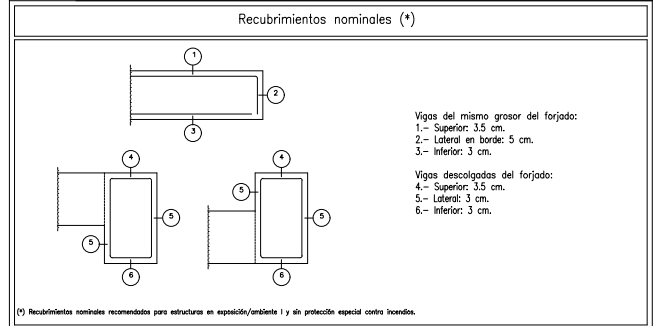 Recubrimientos nominales (*)
1
2
3
Vigas del mismo grosor del forjado:
1.- Superior: 3.5 cm.
2.- Lateral en borde: 5 cm.
3.- Inferior: 3 cm.
Vigas descolgadas del forjado:
4.- Superior: 3.5 cm.
5.- Lateral: 3 cm.
6.- Inferior: 3 cm.
4
5
5
6
4
5
5
6
(*) Recubrimientos nominales recomendados para estructuras en exposición/ambiente I y sin protección especial contra incendios.